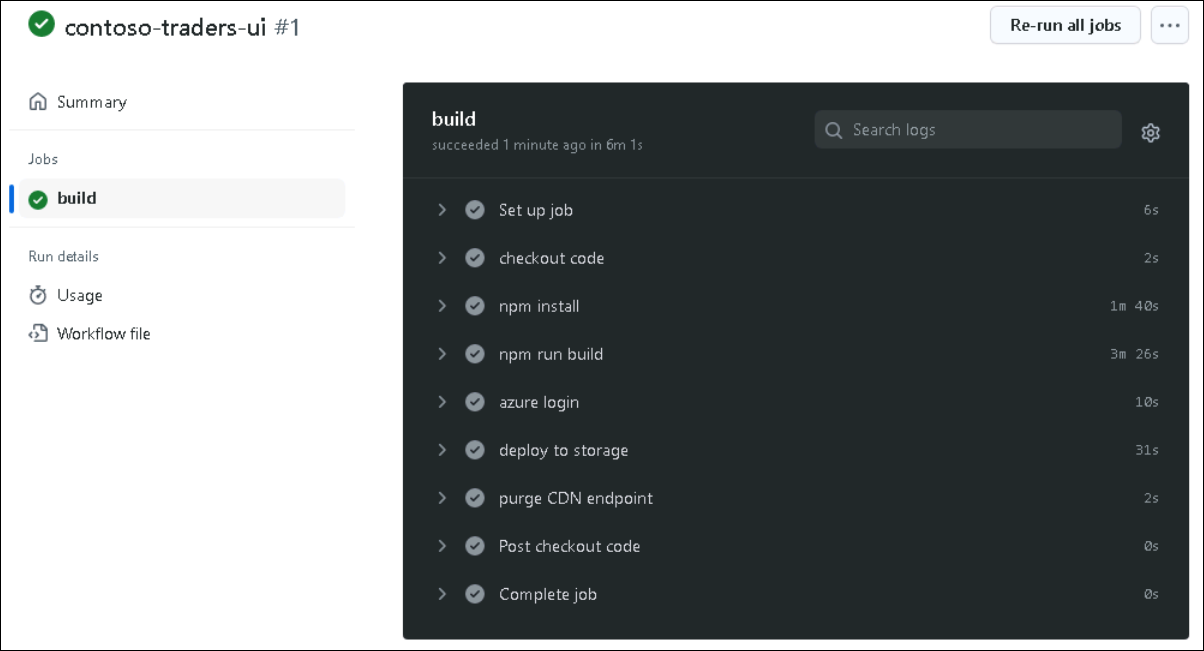 contoso-traders-ui #1
Re-run all jobs
Summary
Jobs
build
Run details
Usage
Workflow file
build
succeeded 1 minute ago in 6m 1s
Search logs
Set up job 6s
checkout code 2s
npm install 1m 40s
npm run build 3m 26s
azure login 10s
deploy to storage 31s
purge CDN endpoint 2s
Post checkout code 0s
Complete job 0s